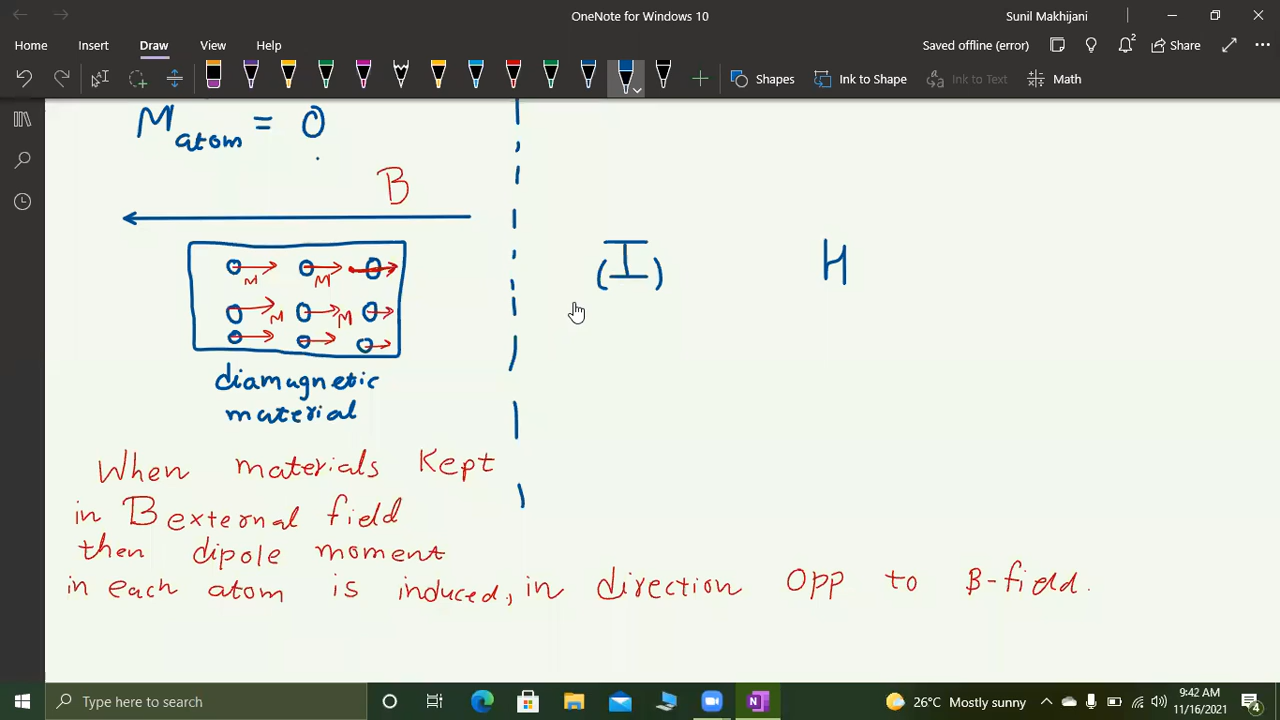 OneNote for Windows 10
Sunil Makhijani
Home Insert Draw View Help
Saved offline (error)
Share
Shapes
Ink to Shape
Ink to Text
Math
M atom = 0
B
(I) H
M M
M M
diamagnetic
material
When materials Kept
in B external field
then dipole moment
in each atom is induced, in direction Opp to B-field.
Type here to search
26°C Mostly sunny
9:42 AM
11/16/2021
4